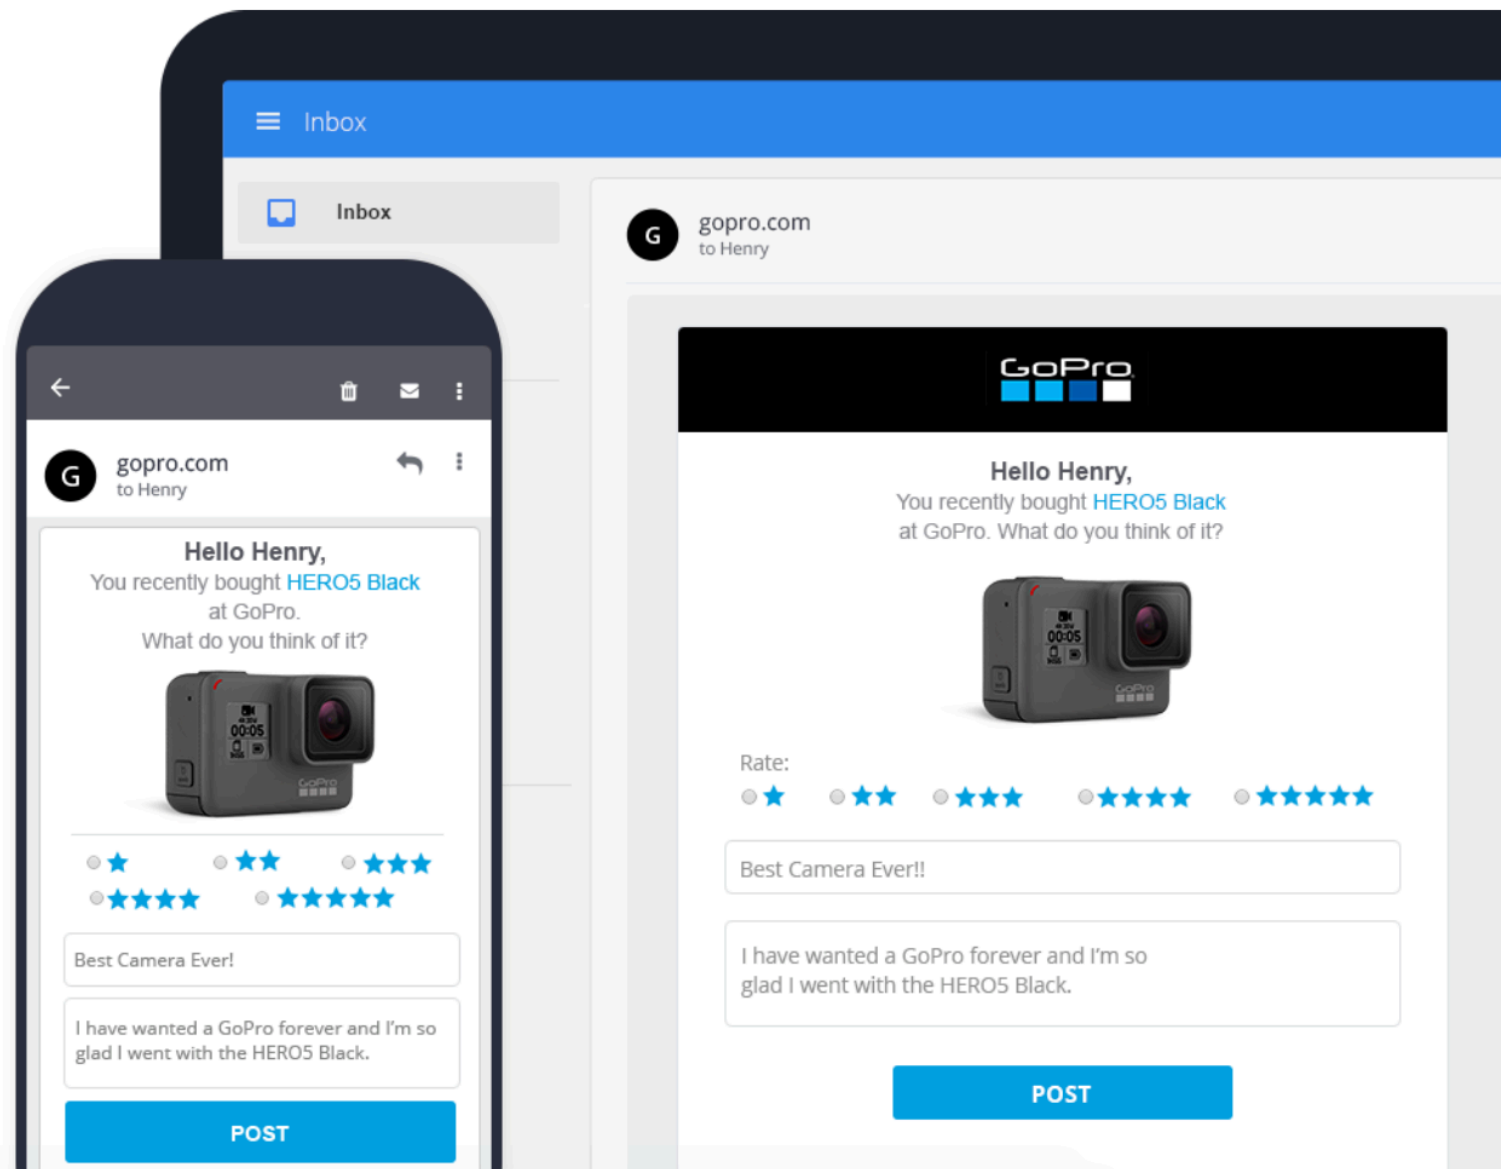 Inbox
Inbox
G
gopro.com
to Henry
GoPro
Hello Henry,
You recently bought HERO5 Black
at GoPro. What do you think of it?
00:05
GoPro
Rate:
Best Camera Ever!!
I have wanted a GoPro forever and I'm so
glad I went with the HERO5 Black.
POST
G
gopro.com
to Henry
Hello Henry,
You recently bought HERO5 Black
at GoPro.
What do you think of it?
00:05
GoPro
Best Camera Ever!
I have wanted a GoPro forever and I'm so
glad I went with the HERO5 Black.
POST